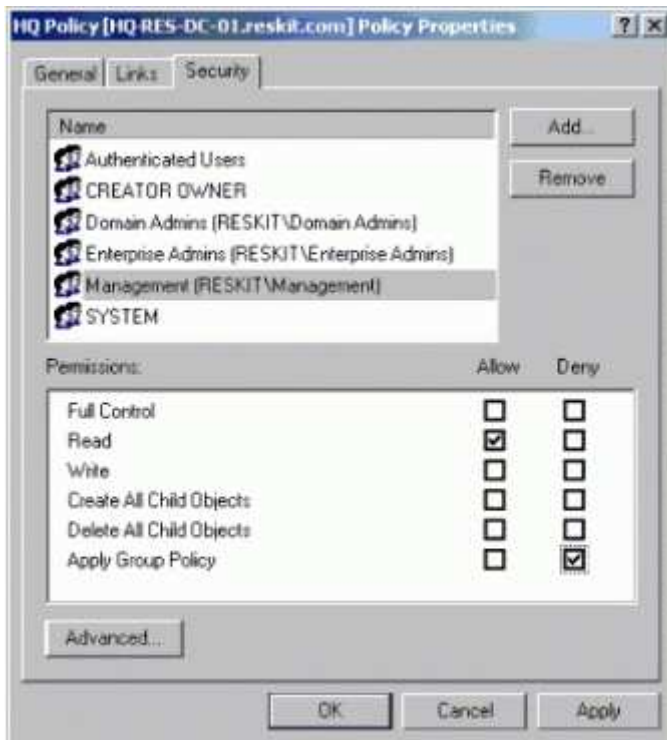 HQ Policy [HQ-RES-DC-01.reskit.com] Policy Properties ? X
General Links Security
Name
Add...
Authenticated Users
Remove
CREATOR OWNER
Domain Admins (RESKIT\Domain Admins)
Enterprise Admins (RESKIT\Enterprise Admins)
Management (RESKIT\Management)
SYSTEM
Permissions: Allow Deny
Full Control
Read
Write
Create All Child Objects
Delete All Child Objects
Apply Group Policy
Advanced...
OK Cancel Apply